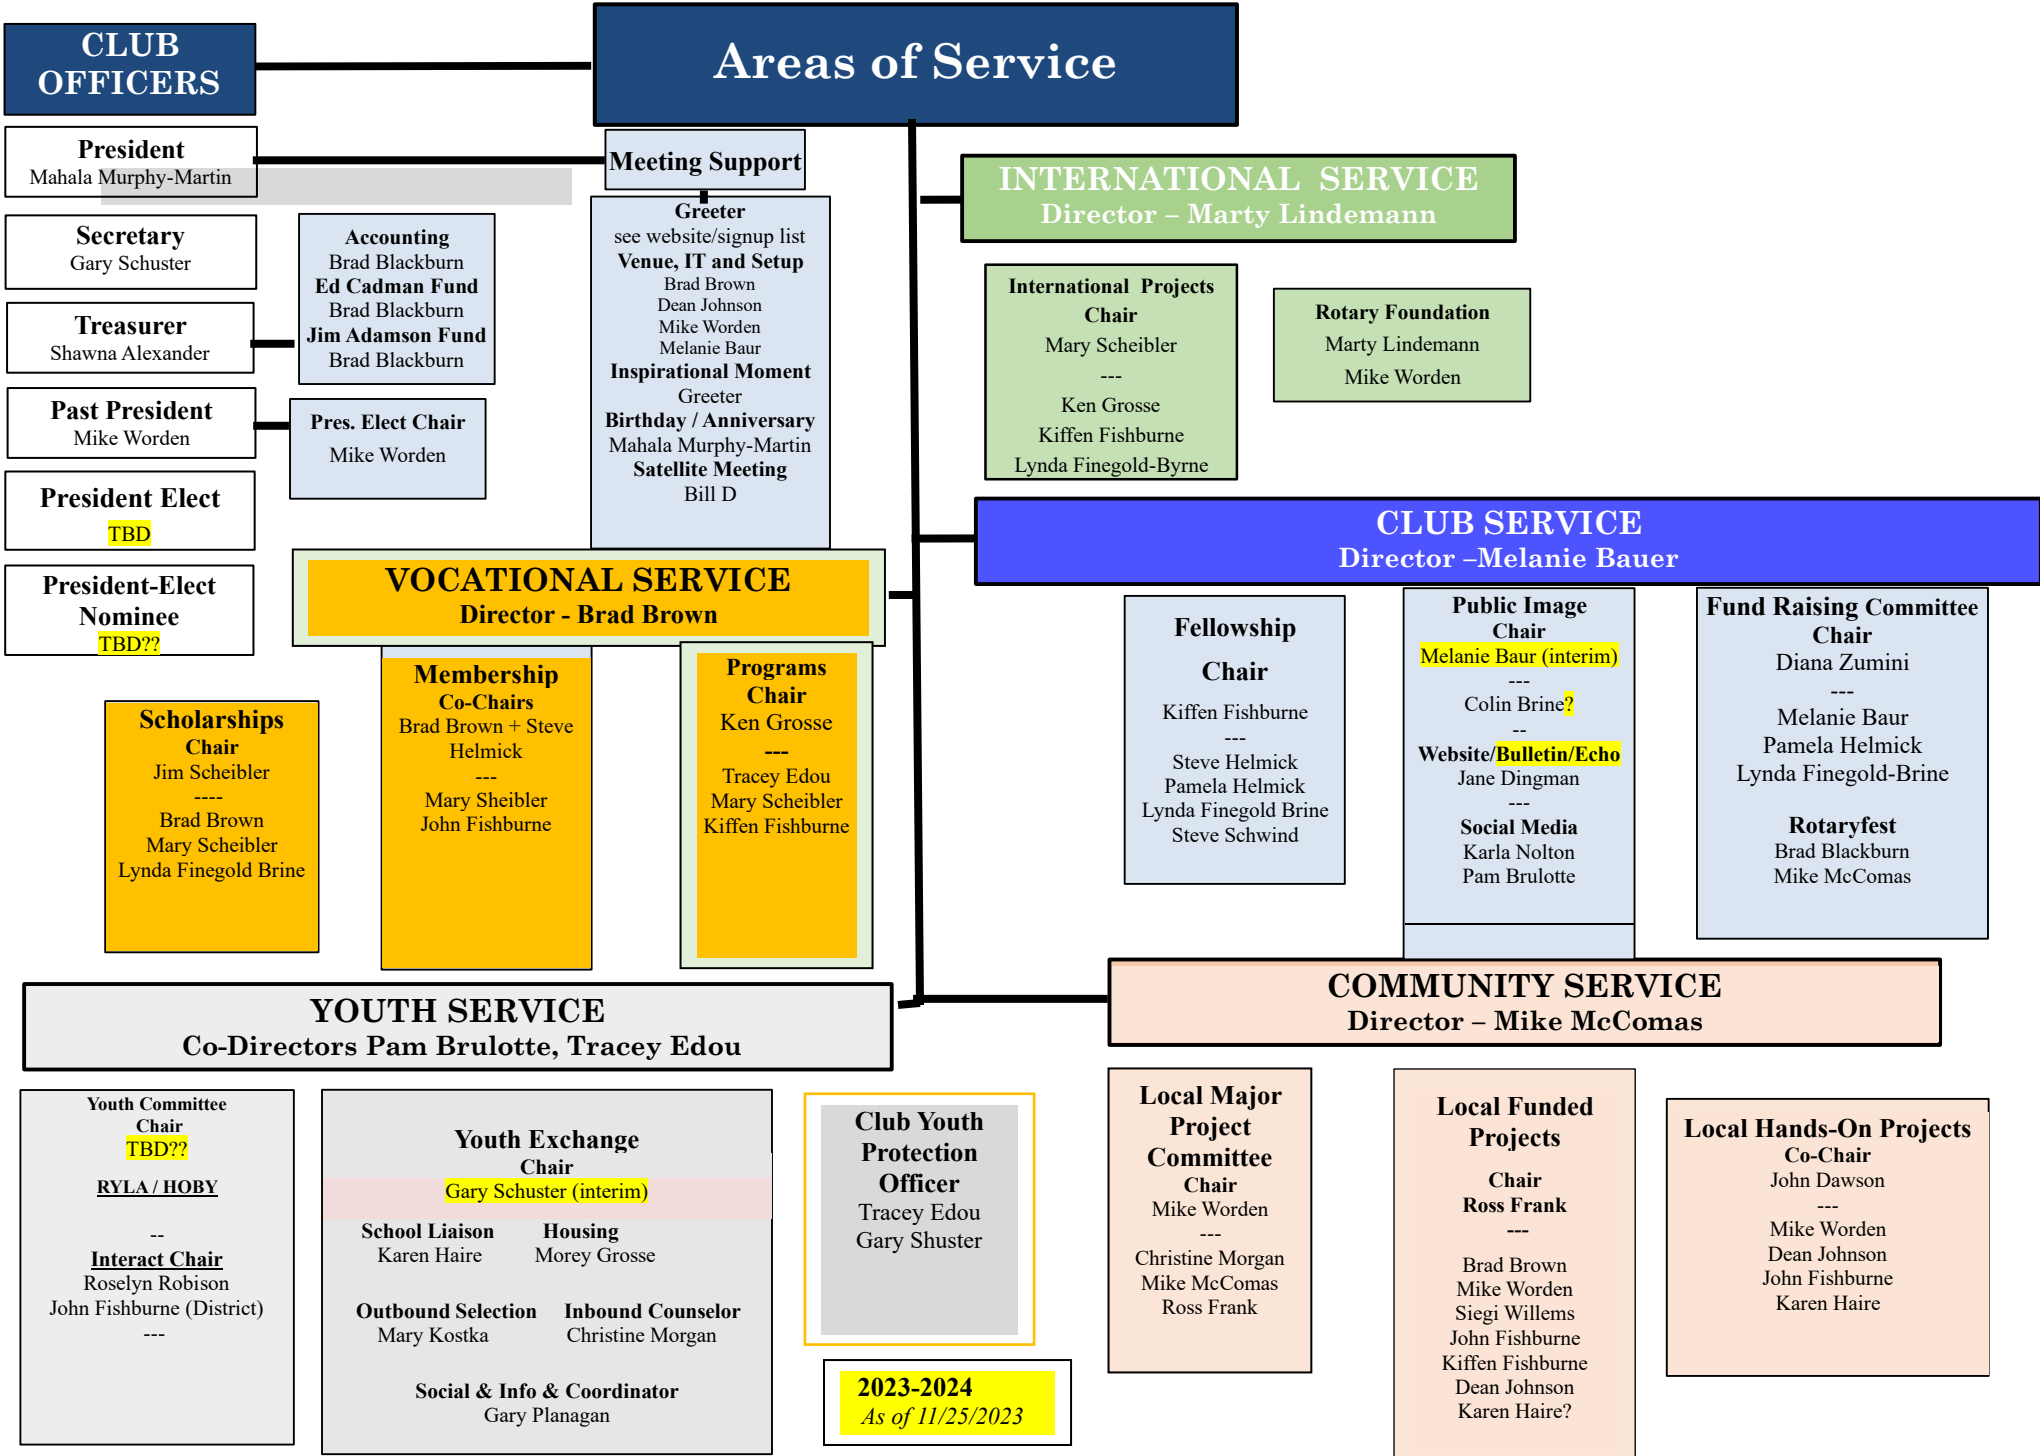 CLUB
OFFICERS
Areas of Service
President
Mahala Murphy-Martin
Secretary
Gary Schuster
Treasurer
Shawna Alexander
Past President
Mike Worden
President Elect
TBD
President-Elect
Nominee
TBD??
Accounting
Brad Blackburn
Ed Cadman Fund
Brad Blackburn
Jim Adamson Fund
Brad Blackburn
Pres. Elect Chair
Mike Worden
Meeting Support
Greeter
see website/signup list
Venue, IT and Setup
Brad Brown
Dean Johnson
Mike Worden
Melanie Baur
Inspirational Moment
Greeter
Birthday / Anniversary
Mahala Murphy-Martin
Satellite Meeting
Bill D
INTERNATIONAL SERVICE
Director – Marty Lindemann
International Projects
Chair
Mary Scheibler
---
Ken Grosse
Kiffen Fishburne
Lynda Finegold-Byrne
Rotary Foundation
Marty Lindemann
Mike Worden
CLUB SERVICE
Director –Melanie Bauer
Fellowship
Chair
Kiffen Fishburne
---
Steve Helmick
Pamela Helmick
Lynda Finegold Brine
Steve Schwind
Public Image
Chair
Melanie Baur (interim)
---
Colin Brine?
--
Website/Bulletin/Echo
Jane Dingman
---
Social Media
Karla Nolton
Pam Brulotte
Fund Raising Committee
Chair
Diana Zumini
---
Melanie Baur
Pamela Helmick
Lynda Finegold-Brine
Rotaryfest
Brad Blackburn
Mike McComas
VOCATIONAL SERVICE
Director - Brad Brown
Scholarships
Chair
Jim Scheibler
----
Brad Brown
Mary Scheibler
Lynda Finegold Brine
Membership
Co-Chairs
Brad Brown + Steve
Helmick
---
Mary Sheibler
John Fishburne
Programs
Chair
Ken Grosse
---
Tracey Edou
Mary Scheibler
Kiffen Fishburne
YOUTH SERVICE
Co-Directors Pam Brulotte, Tracey Edou
Youth Committee
Chair
TBD??
RYLA / HOBY
--
Interact Chair
Roselyn Robison
John Fishburne (District)
---
Youth Exchange
Chair
Gary Schuster (interim)
School Liaison Housing
Karen Haire Morey Grosse
Outbound Selection Inbound Counselor
Mary Kostka Christine Morgan
Social & Info & Coordinator
Gary Planagan
Club Youth
Protection
Officer
Tracey Edou
Gary Shuster
2023-2024
As of 11/25/2023
COMMUNITY SERVICE
Director – Mike McComas
Local Major
Project
Committee
Chair
Mike Worden
---
Christine Morgan
Mike McComas
Ross Frank
Local Funded
Projects
Chair
Ross Frank
---
Brad Brown
Mike Worden
Siegi Willems
John Fishburne
Kiffen Fishburne
Dean Johnson
Karen Haire?
Local Hands-On Projects
Co-Chair
John Dawson
---
Mike Worden
Dean Johnson
John Fishburne
Karen Haire